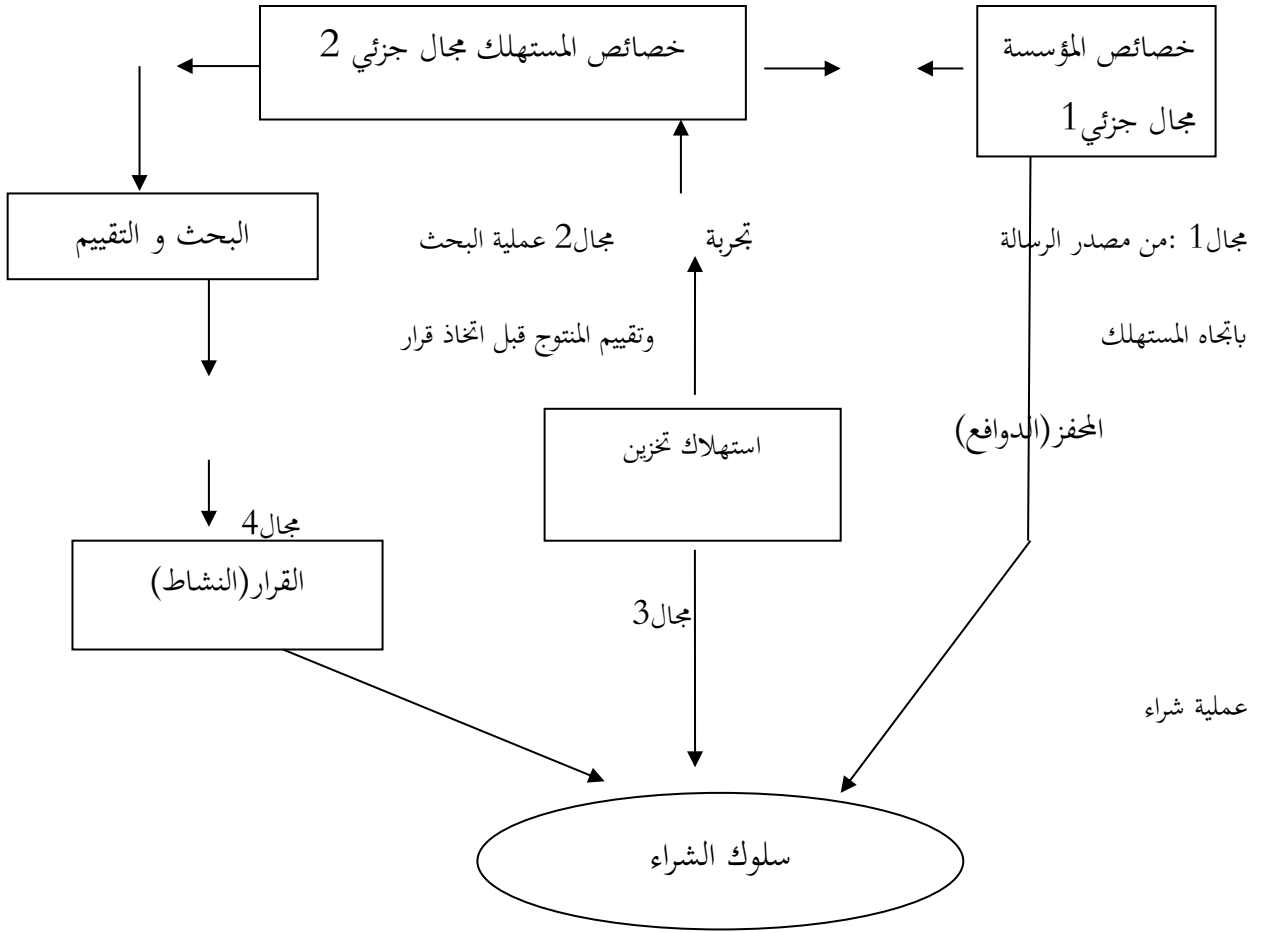 خصائص المؤسسة
مجال جزئي1
خصائص المستهلك مجال جزئي 2
مجال1 :من مصدر الرسالة
باتجاه المستهلك
تجربة
مجال2 عملية البحث
وتقييم المنتوج قبل اتخاذ قرار
البحث و التقييم
المحفز(الدوافع)
استهلاك تخزين
مجال4
القرار(النشاط)
مجال3
عملية شراء
سلوك الشراء